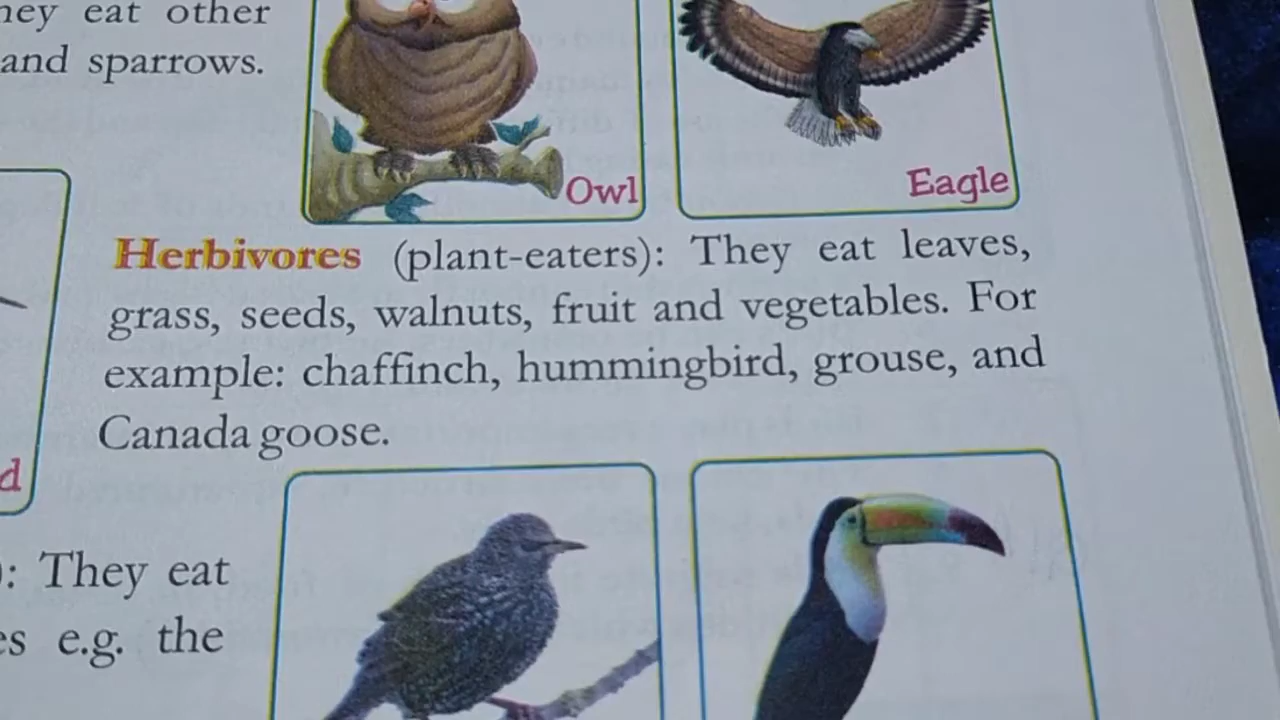 hey eat other
and sparrows.
Owl
Eagle
Herbivores (plant-eaters): They eat leaves,
grass, seeds, walnuts, fruit and vegetables. For
example: chaffinch, hummingbird, grouse, and
Canada goose.
d
): They eat
es e.g. the